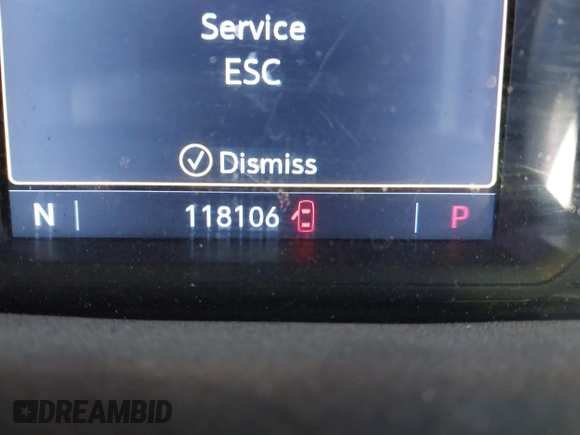 Service
ESC
Dismiss
N 118106 P
DREAMBID